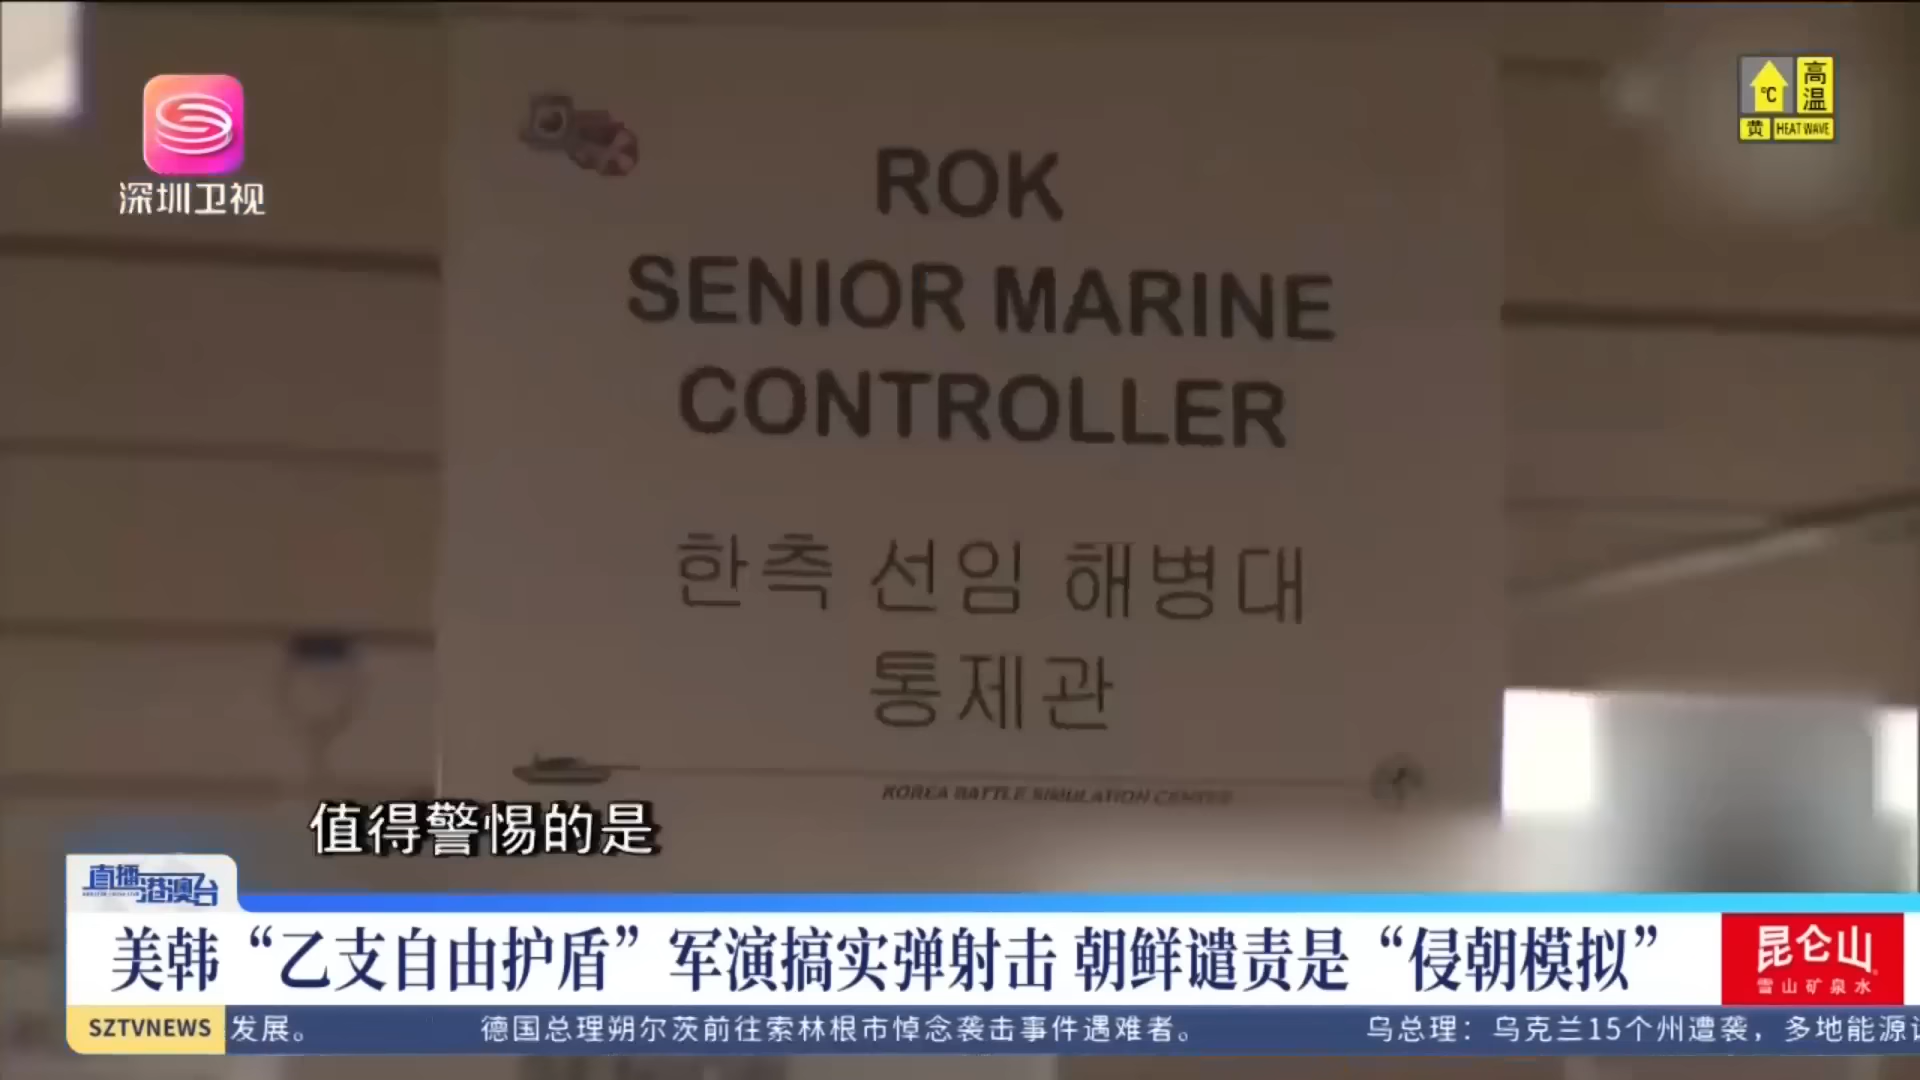 深圳卫视
℃
高温
黄
HEAT WAVE
ROK
SENIOR MARINE
CONTROLLER
한측 선임 해병대
통제관
KOREA BATTLE SIMULATION CENTER
值得警惕的是
直播港澳台
美韩“乙支自由护盾”军演搞实弹射击 朝鲜谴责是“侵朝模拟”
昆仑山
雪山矿泉水
SZTVNEWS
发展。 德国总理朔尔茨前往索林根市悼念袭击事件遇难者。 乌总理：乌克兰15个州遭袭，多地能源